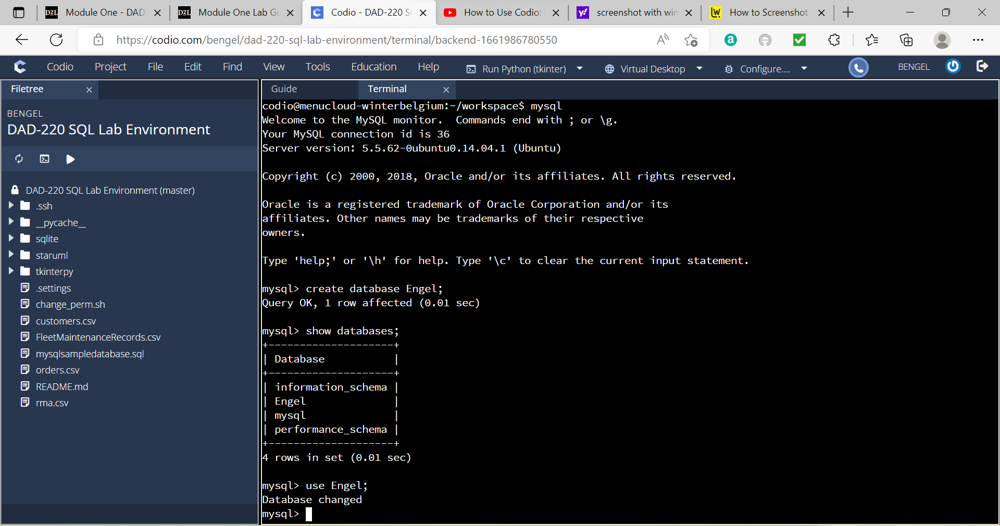 D2L Module One - DAD-
D2L Module One Lab Gu
Codio - DAD-220 S
How to Use Codio:
y! screenshot with win
LW How to Screenshot
https://codio.com/bengel/dad-220-sql-lab-environment/terminal/backend-1661986780550
Codio Project File Edit Find View Tools Education Help Run Python (tkinter) Virtual Desktop Configure.... BENGEL
Filetree
BENGEL
DAD-220 SQL Lab Environment
DAD-220 SQL Lab Environment (master)
.ssh
__pycache__
sqlite
staruml
tkinterpy
.settings
change_perm.sh
customers.csv
FleetMaintenanceRecords.csv
mysqlsampledatabase.sql
orders.csv
README.md
rma.csv
Guide Terminal
codio@menucloud-winterbelgium:~/workspace$ mysql
Welcome to the MySQL monitor.  Commands end with ; or \g.
Your MySQL connection id is 36
Server version: 5.5.62-0ubuntu0.14.04.1 (Ubuntu)
Copyright (c) 2000, 2018, Oracle and/or its affiliates. All rights reserved.
Oracle is a registered trademark of Oracle Corporation and/or its
affiliates. Other names may be trademarks of their respective
owners.
Type 'help;' or '\h' for help. Type '\c' to clear the current input statement.
mysql> create database Engel;
Query OK, 1 row affected (0.01 sec)
mysql> show databases;
+--------------------+
| Database           |
+--------------------+
| information_schema |
| Engel              |
| mysql              |
| performance_schema |
+--------------------+
4 rows in set (0.01 sec)
mysql> use Engel;
Database changed
mysql>